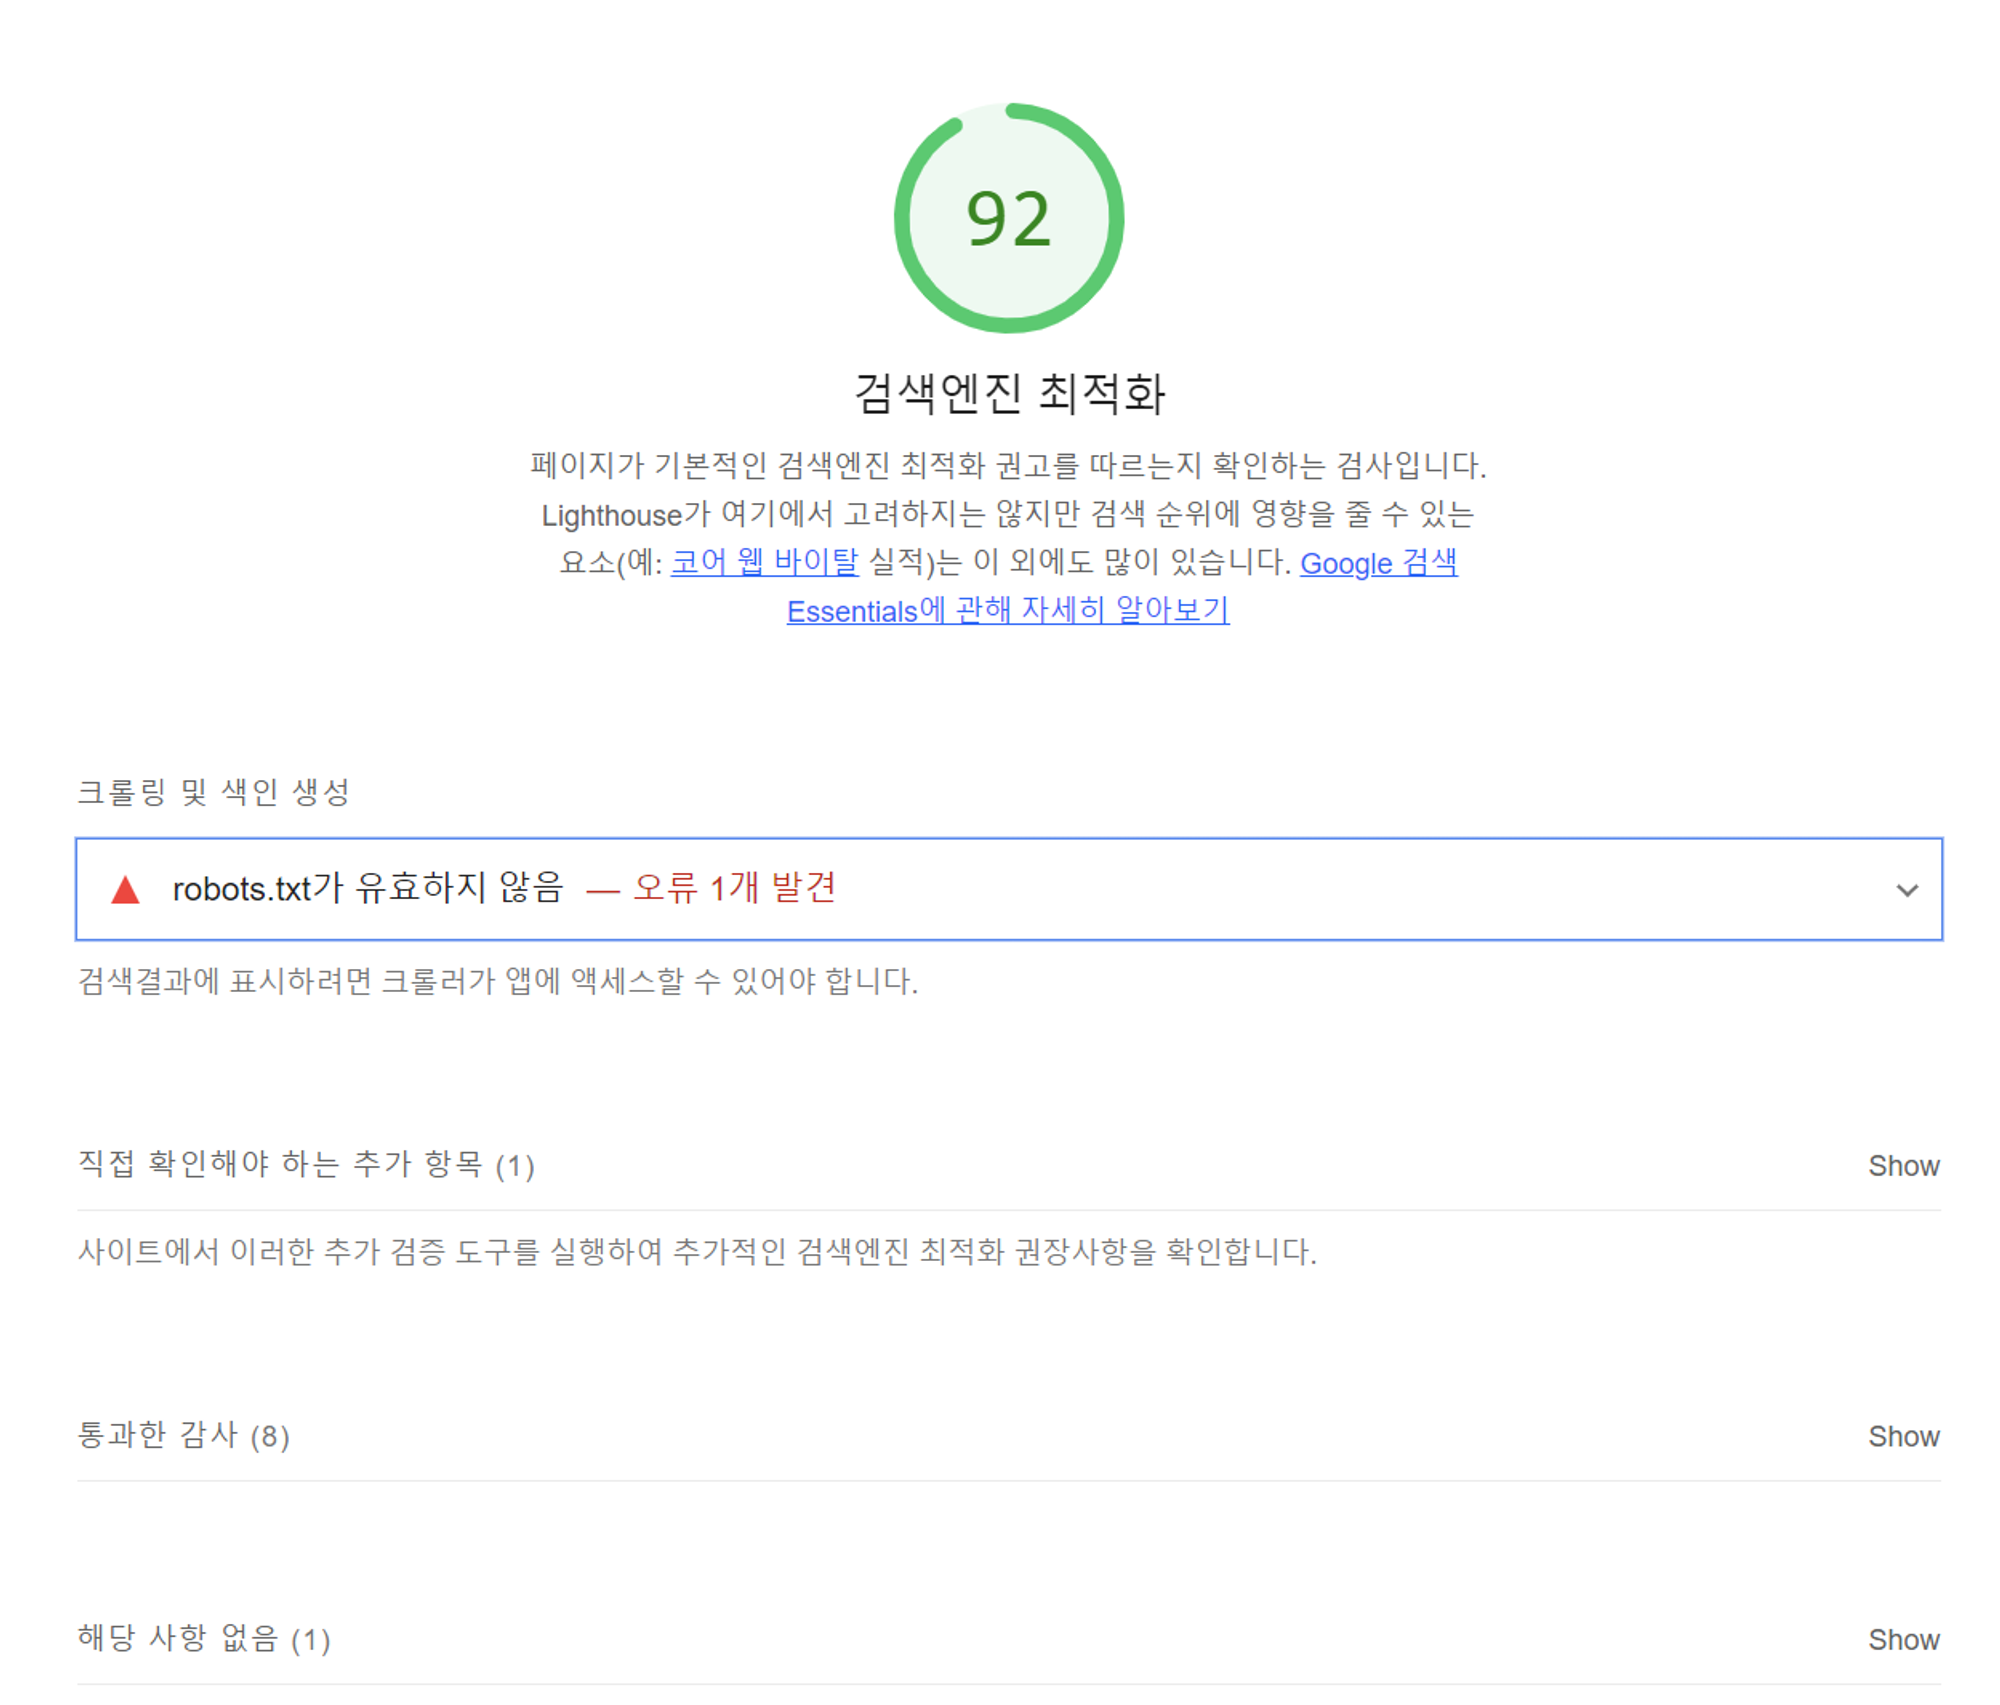 92
검색엔진 최적화
페이지가 기본적인 검색엔진 최적화 권고를 따르는지 확인하는 검사입니다.
Lighthouse가 여기에서 고려하지는 않지만 검색 순위에 영향을 줄 수 있는
요소(예: 코어 웹 바이탈 실적)는 이 외에도 많이 있습니다. Google 검색
Essentials에 관해 자세히 알아보기
크롤링 및 색인 생성
robots.txt가 유효하지 않음 — 오류 1개 발견
검색결과에 표시하려면 크롤러가 앱에 액세스할 수 있어야 합니다.
직접 확인해야 하는 추가 항목 (1) Show
사이트에서 이러한 추가 검증 도구를 실행하여 추가적인 검색엔진 최적화 권장사항을 확인합니다.
통과한 감사 (8) Show
해당 사항 없음 (1) Show